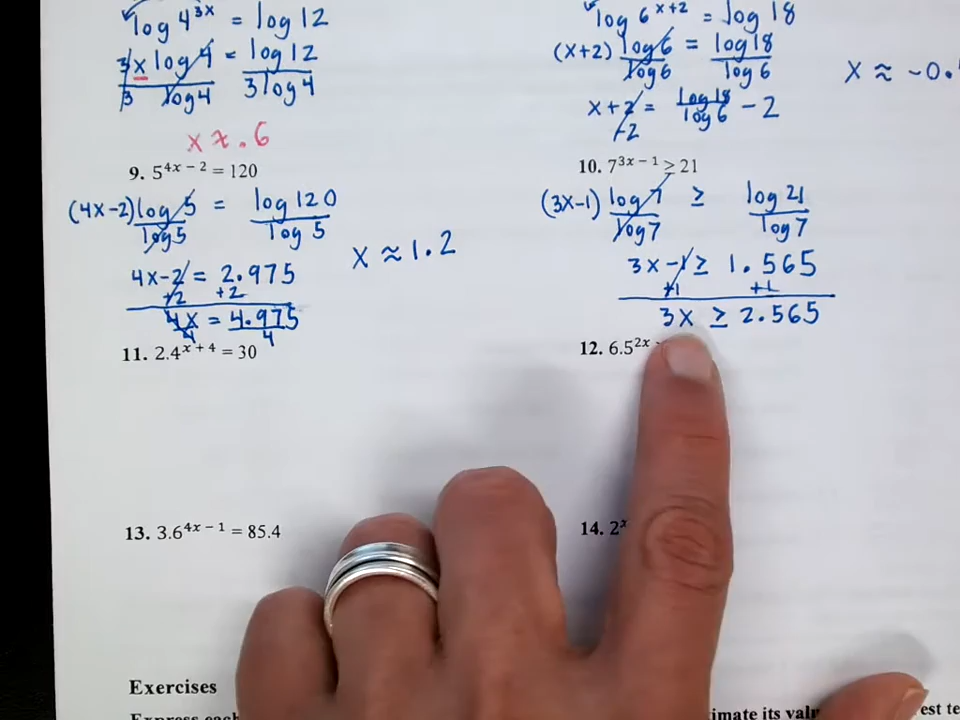 log 4^3x = log 12
3x log 4 = log 12
3 log 4 3 log 4
x ≈ .6
9. 5^4x − 2 = 120
(4x-2) log 5 = log 120
log 5 log 5
4x-2 = 2.975
+2 +2
4x = 4.975
4 4
x ≈ 1.2
11. 2.4^x + 4 = 30
13. 3.6^4x − 1 = 85.4
Exercises
Express each
log 6^x+2 = log 18
(x+2) log 6 = log 18
log 6 log 6
x+2 = log 18 - 2
-2 log 6
x ≈ -0.
10. 7^3x − 1 ≥ 21
(3x-1) log 7 ≥ log 21
log 7 log 7
3x-1 ≥ 1.565
+1 +1
3x ≥ 2.565
12. 6.5^2x
14. 2^x